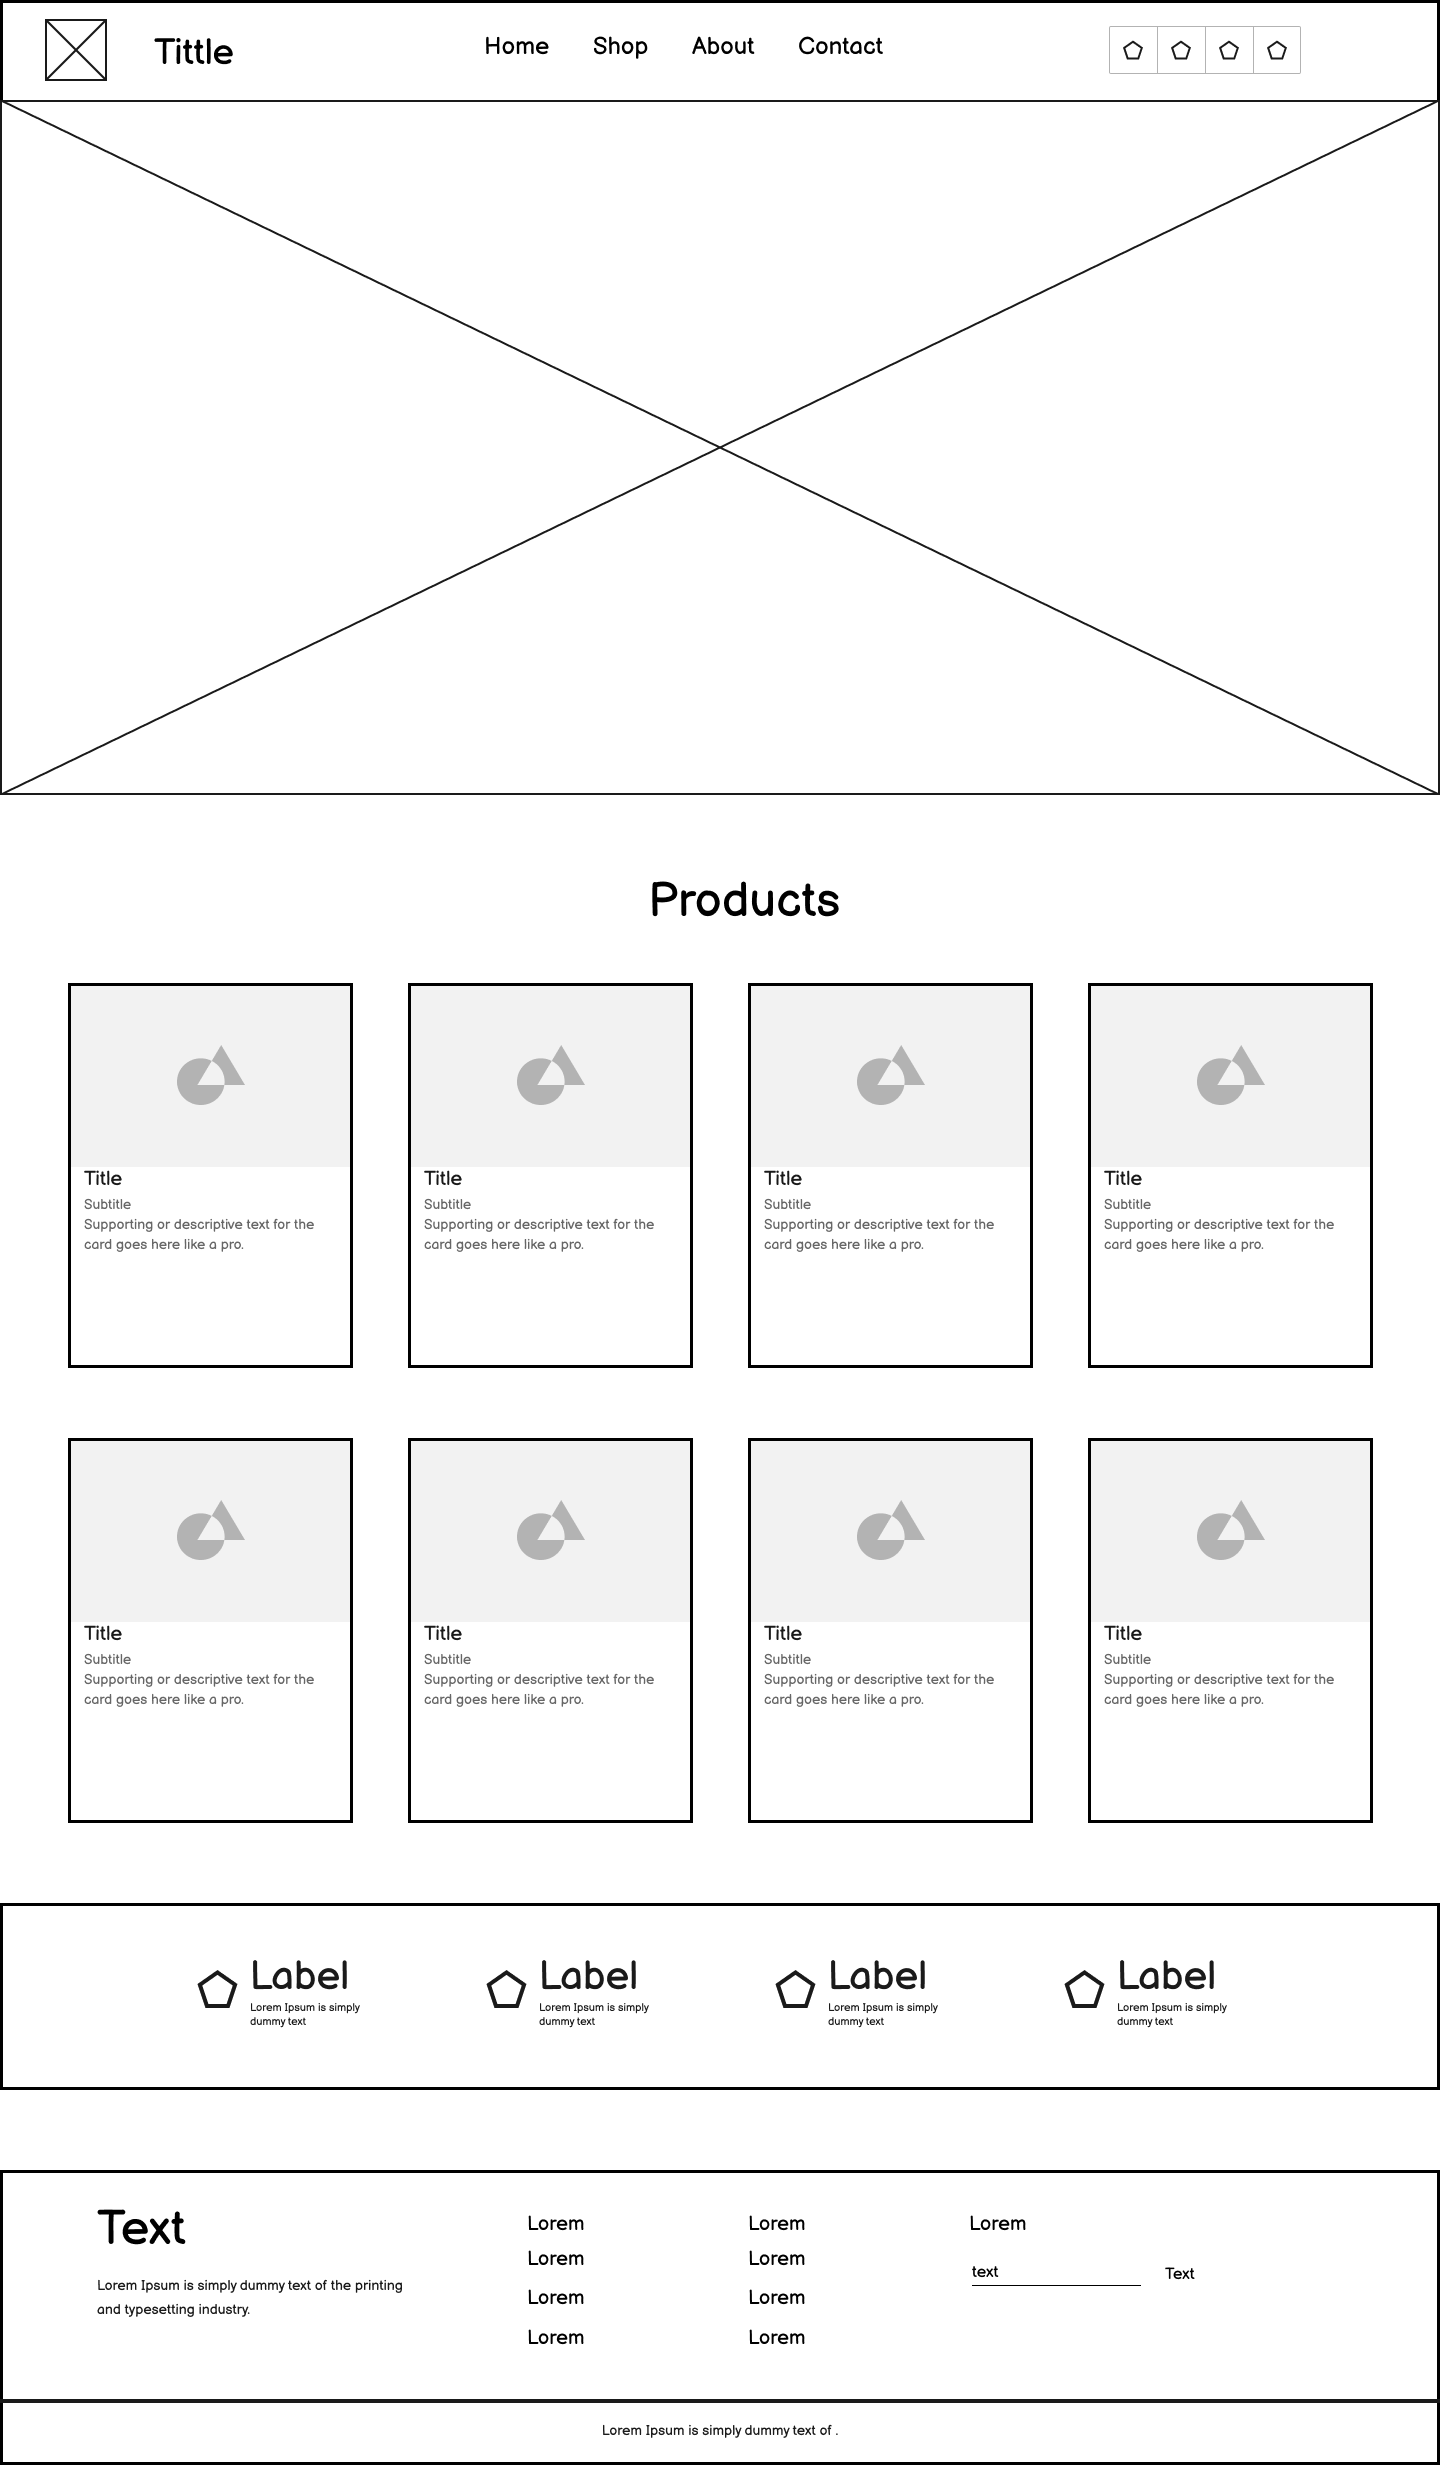 Tittle
Home Shop About Contact
Products
Title
Subtitle
Supporting or descriptive text for the
card goes here like a pro.
Title
Subtitle
Supporting or descriptive text for the
card goes here like a pro.
Title
Subtitle
Supporting or descriptive text for the
card goes here like a pro.
Title
Subtitle
Supporting or descriptive text for the
card goes here like a pro.
Title
Subtitle
Supporting or descriptive text for the
card goes here like a pro.
Title
Subtitle
Supporting or descriptive text for the
card goes here like a pro.
Title
Subtitle
Supporting or descriptive text for the
card goes here like a pro.
Title
Subtitle
Supporting or descriptive text for the
card goes here like a pro.
Label
Lorem Ipsum is simply
dummy text
Label
Lorem Ipsum is simply
dummy text
Label
Lorem Ipsum is simply
dummy text
Label
Lorem Ipsum is simply
dummy text
Text
Lorem Ipsum is simply dummy text of the printing
and typesetting industry.
Lorem
Lorem
Lorem
Lorem
Lorem
Lorem
Lorem
Lorem
Lorem
text
Text
Lorem Ipsum is simply dummy text of .